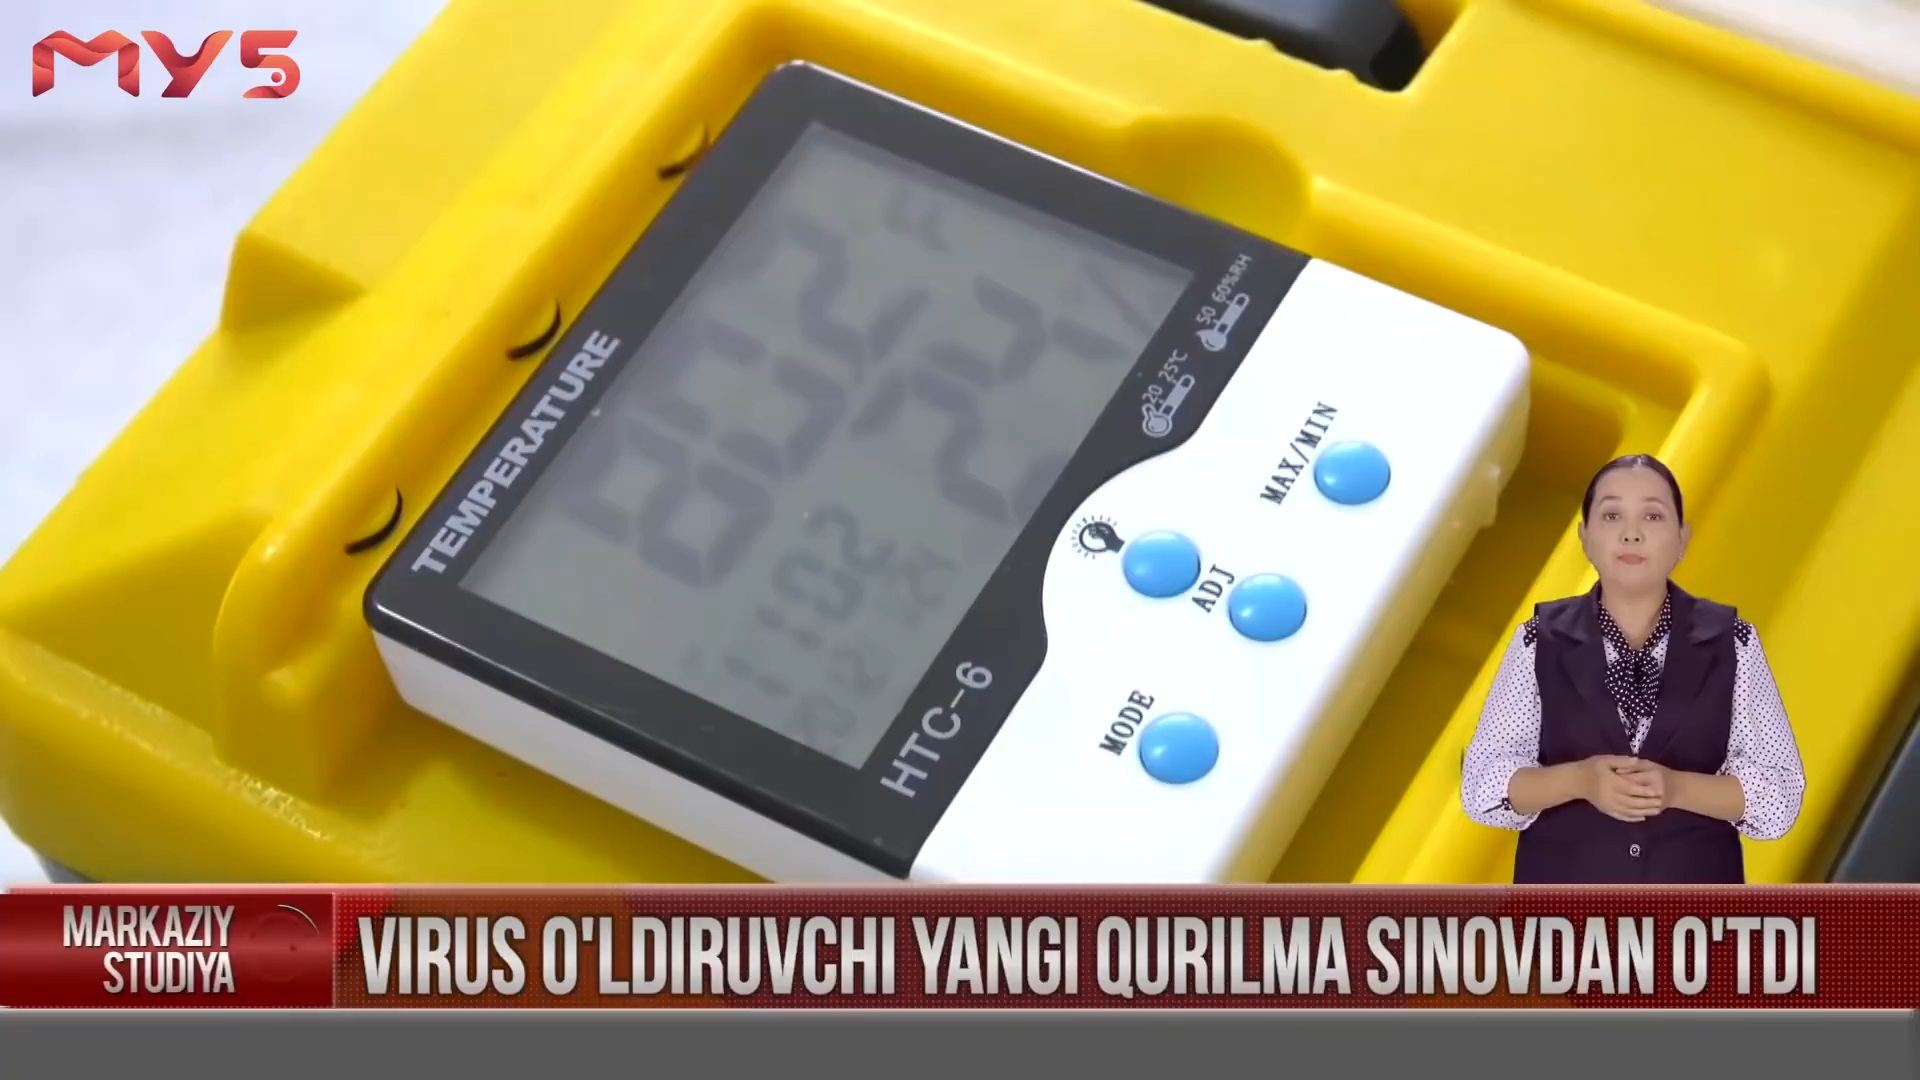 MY5
TEMPERATURE
50 60%RH
20 25°C
MAX/MIN
ADJ
HTC-6
MODE
MARKAZIY
STUDIYA
VIRUS O'LDIRUVCHI YANGI QURILMA SINOVDAN O'TDI